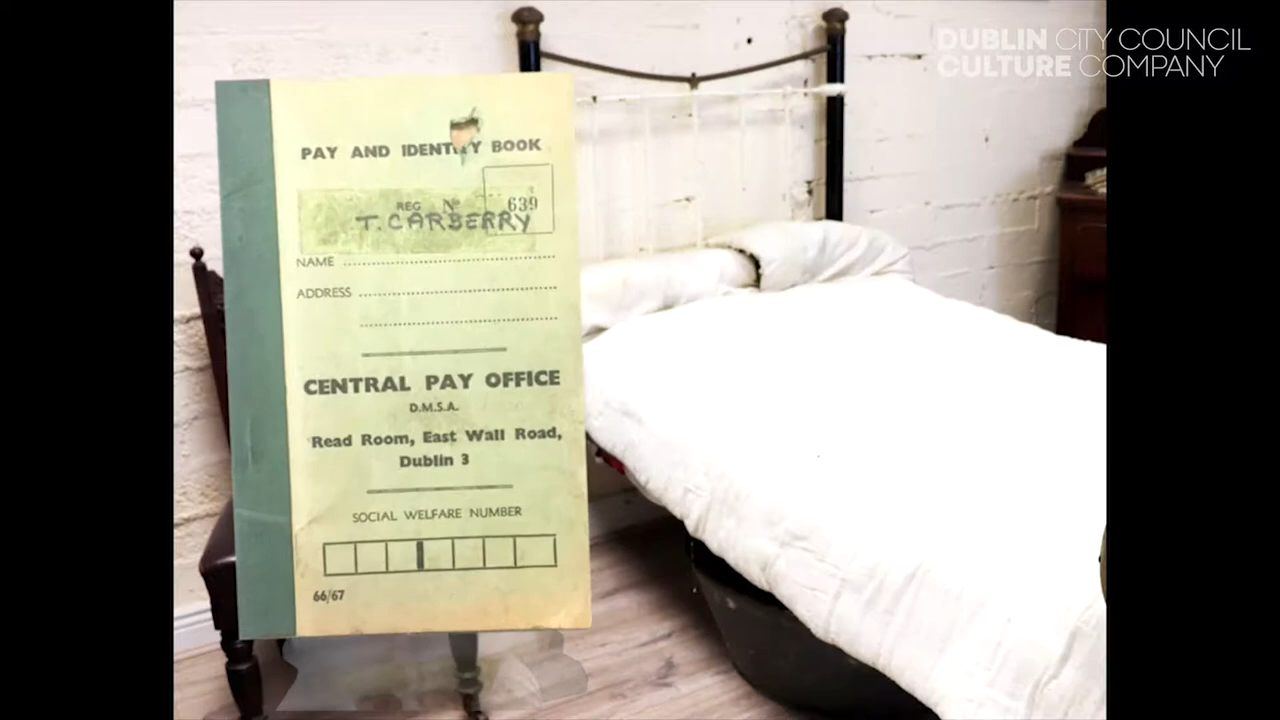 DUBLIN CITY COUNCIL
CULTURE COMPANY
PAY AND IDENTITY BOOK
REG Nº 639
T. CARBERRY
NAME
ADDRESS
CENTRAL PAY OFFICE
D.M.S.A.
Read Room, East Wall Road,
Dublin 3
SOCIAL WELFARE NUMBER
66/67